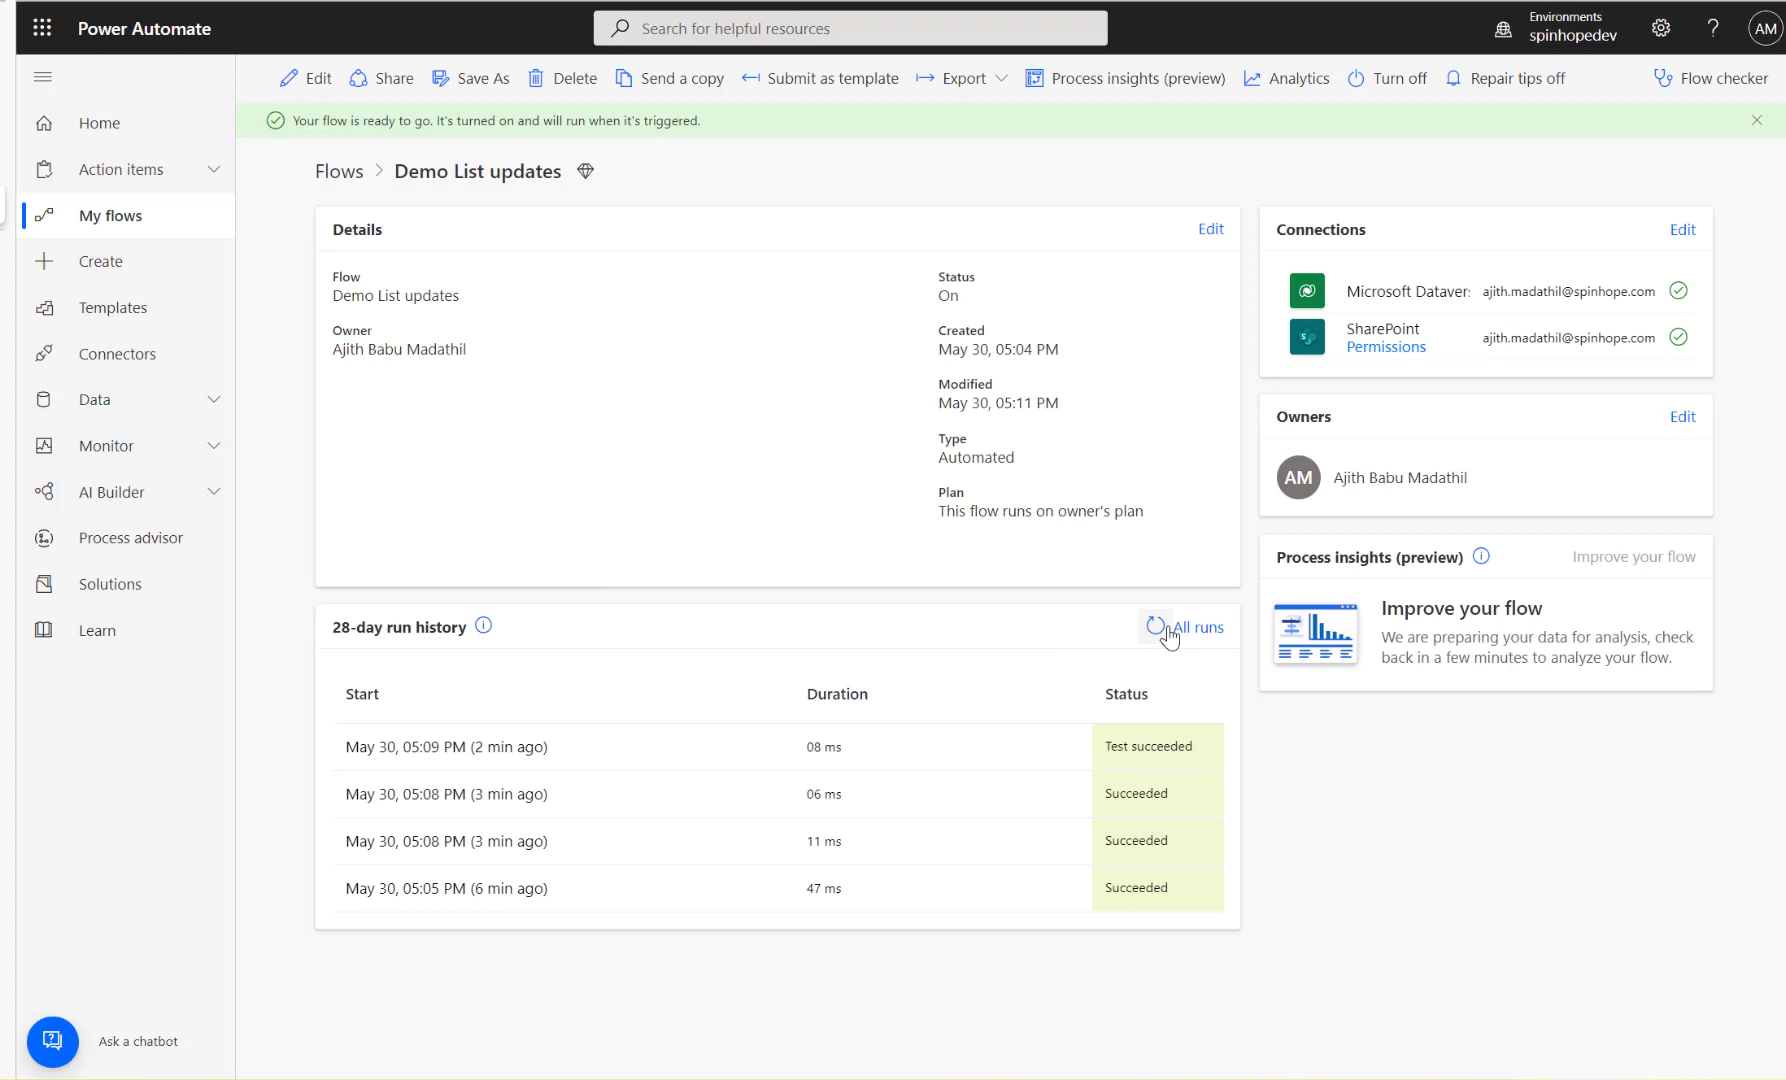 Power Automate
Search for helpful resources
Environments
spinhopedev
?
AM
Edit Share Save As Delete Send a copy Submit as template Export Process insights (preview) Analytics Turn off Repair tips off Flow checker
Your flow is ready to go. It's turned on and will run when it's triggered.
Home
Action items
My flows
Create
Templates
Connectors
Data
Monitor
AI Builder
Process advisor
Solutions
Learn
Ask a chatbot
Flows > Demo List updates
Details Edit
Flow
Demo List updates
Owner
Ajith Babu Madathil
Status
On
Created
May 30, 05:04 PM
Modified
May 30, 05:11 PM
Type
Automated
Plan
This flow runs on owner's plan
28-day run history All runs
Start Duration Status
May 30, 05:09 PM (2 min ago) 08 ms Test succeeded
May 30, 05:08 PM (3 min ago) 06 ms Succeeded
May 30, 05:08 PM (3 min ago) 11 ms Succeeded
May 30, 05:05 PM (6 min ago) 47 ms Succeeded
Connections Edit
Microsoft Datavers ajith.madathil@spinhope.com
SharePoint ajith.madathil@spinhope.com
Permissions
Owners Edit
AM Ajith Babu Madathil
Process insights (preview) Improve your flow
Improve your flow
We are preparing your data for analysis, check
back in a few minutes to analyze your flow.